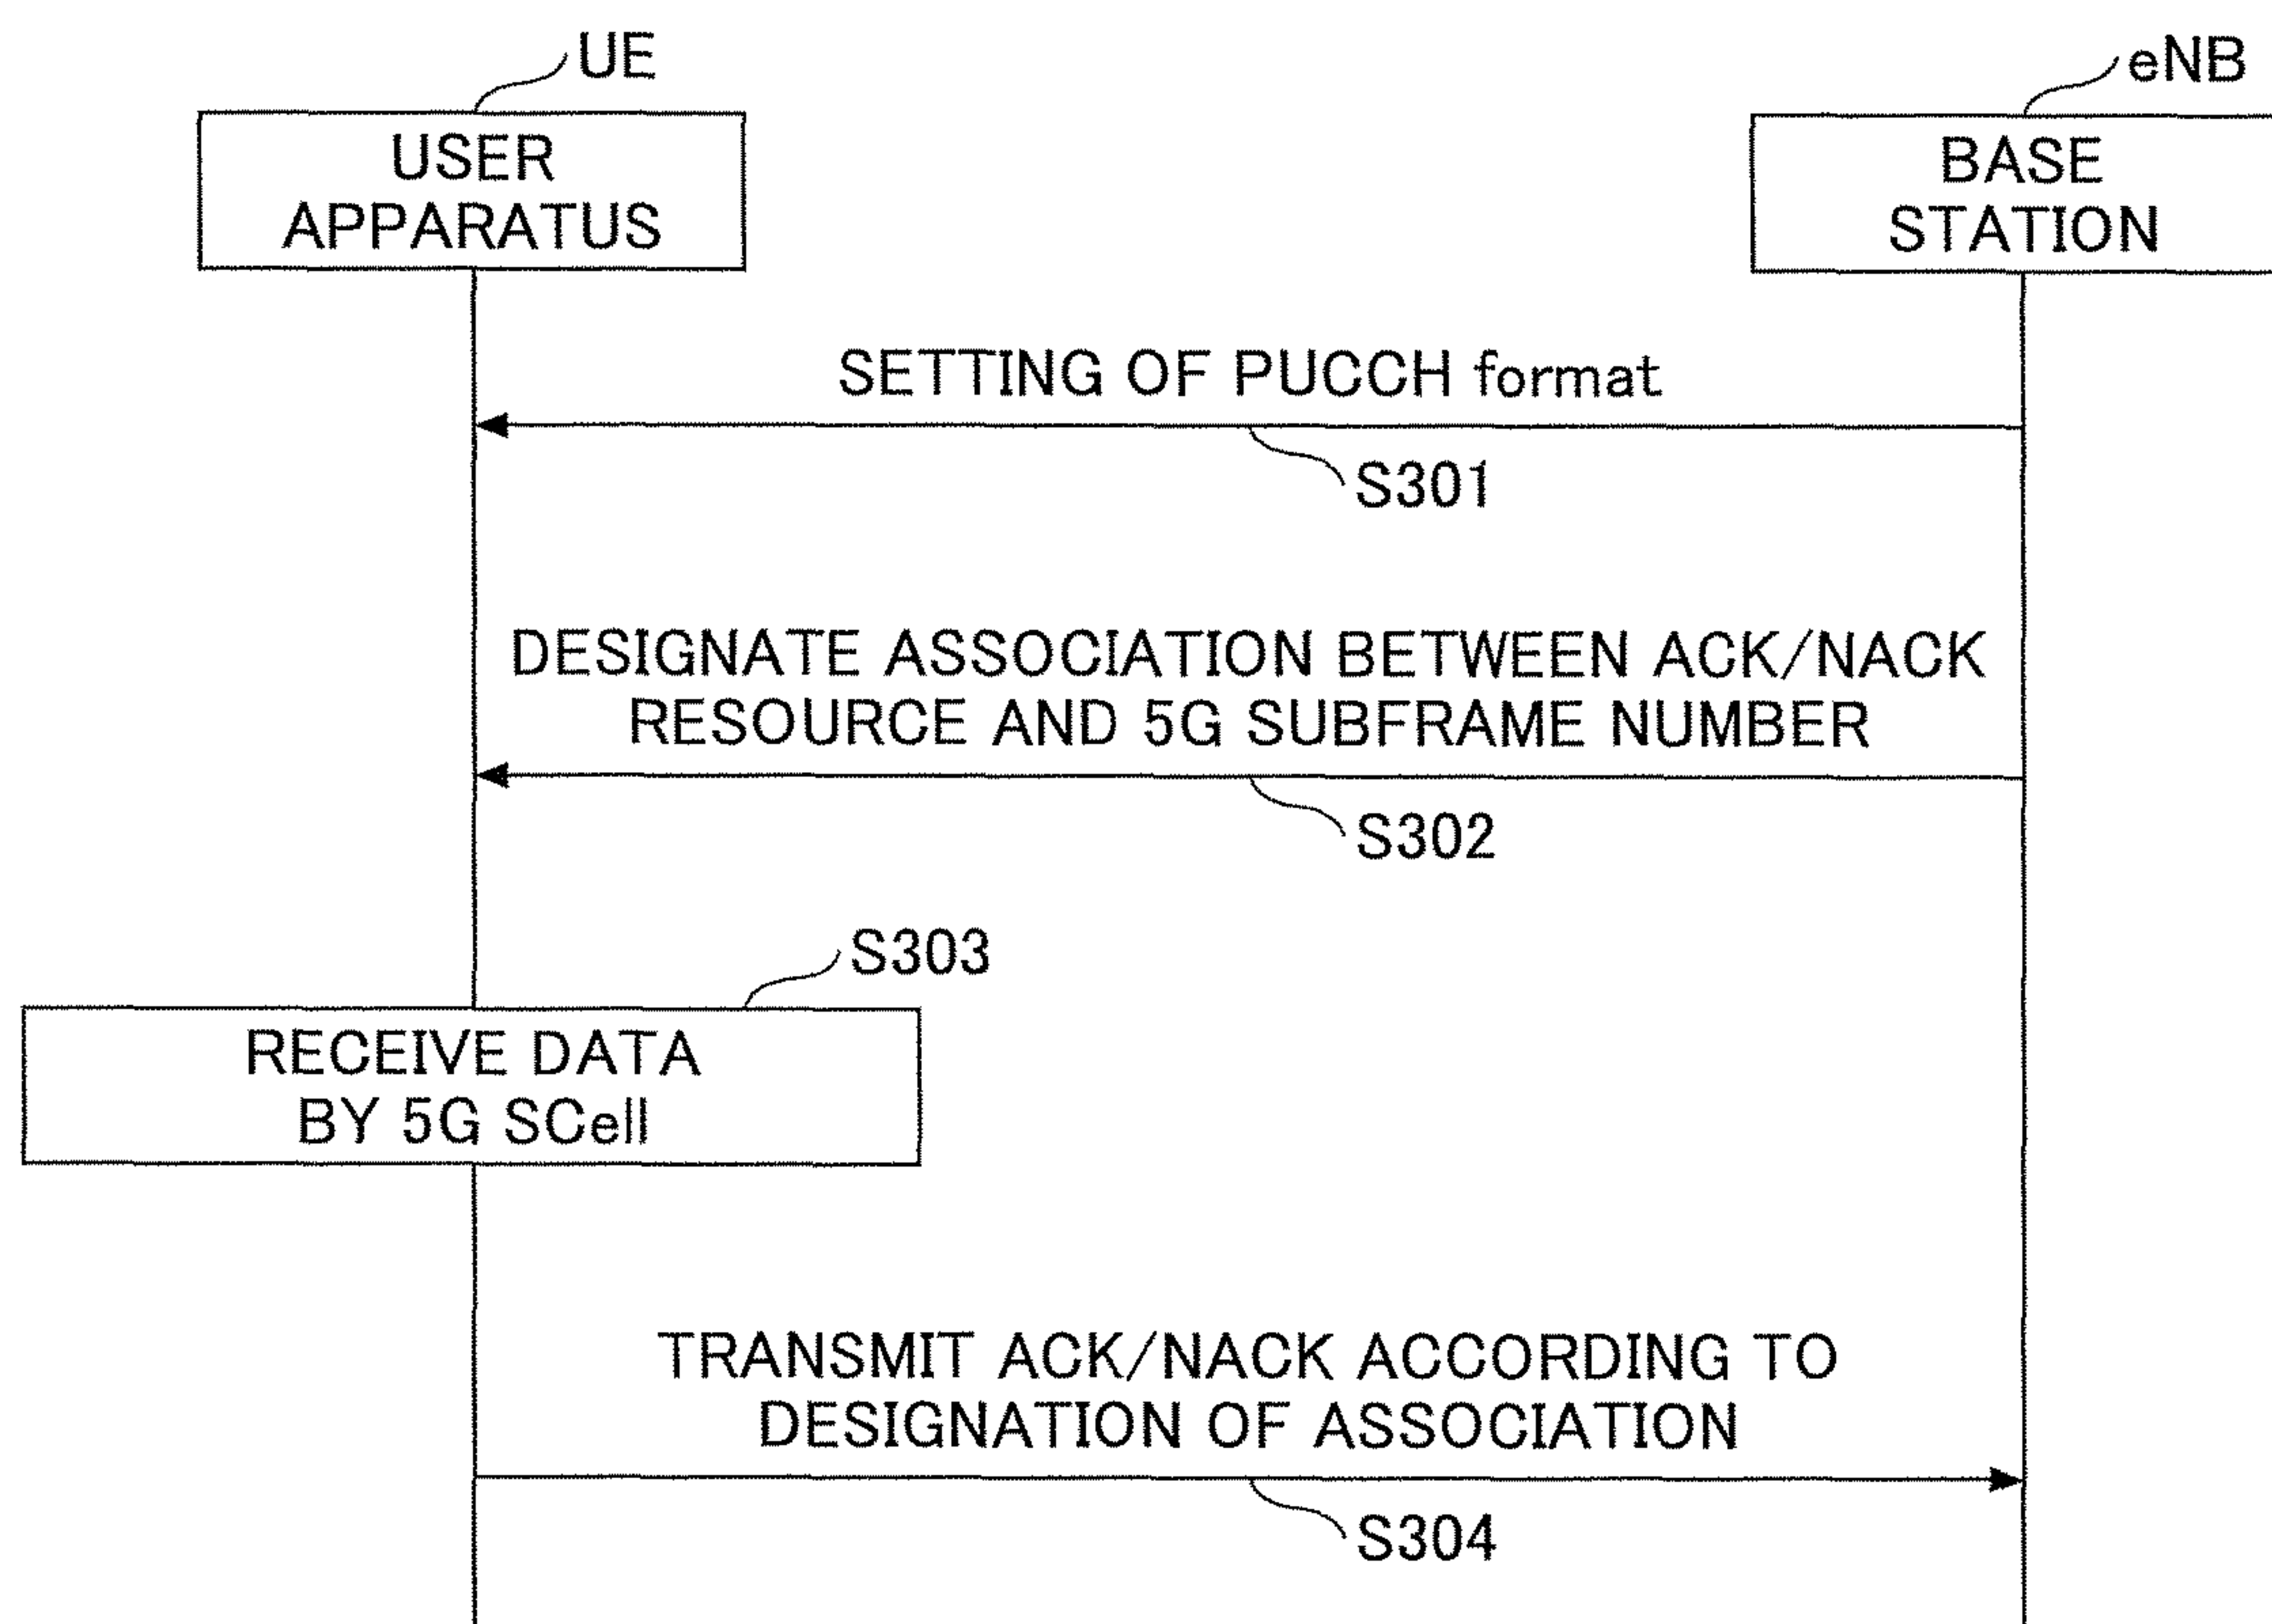 UE
eNB
USER
APPARATUS
BASE
STATION
SETTING OF PUCCH format
S301
DESIGNATE ASSOCIATION BETWEEN ACK/NACK
RESOURCE AND 5G SUBFRAME NUMBER
S302
S303
RECEIVE DATA
BY 5G SCell
TRANSMIT ACK/NACK ACCORDING TO
DESIGNATION OF ASSOCIATION
S304